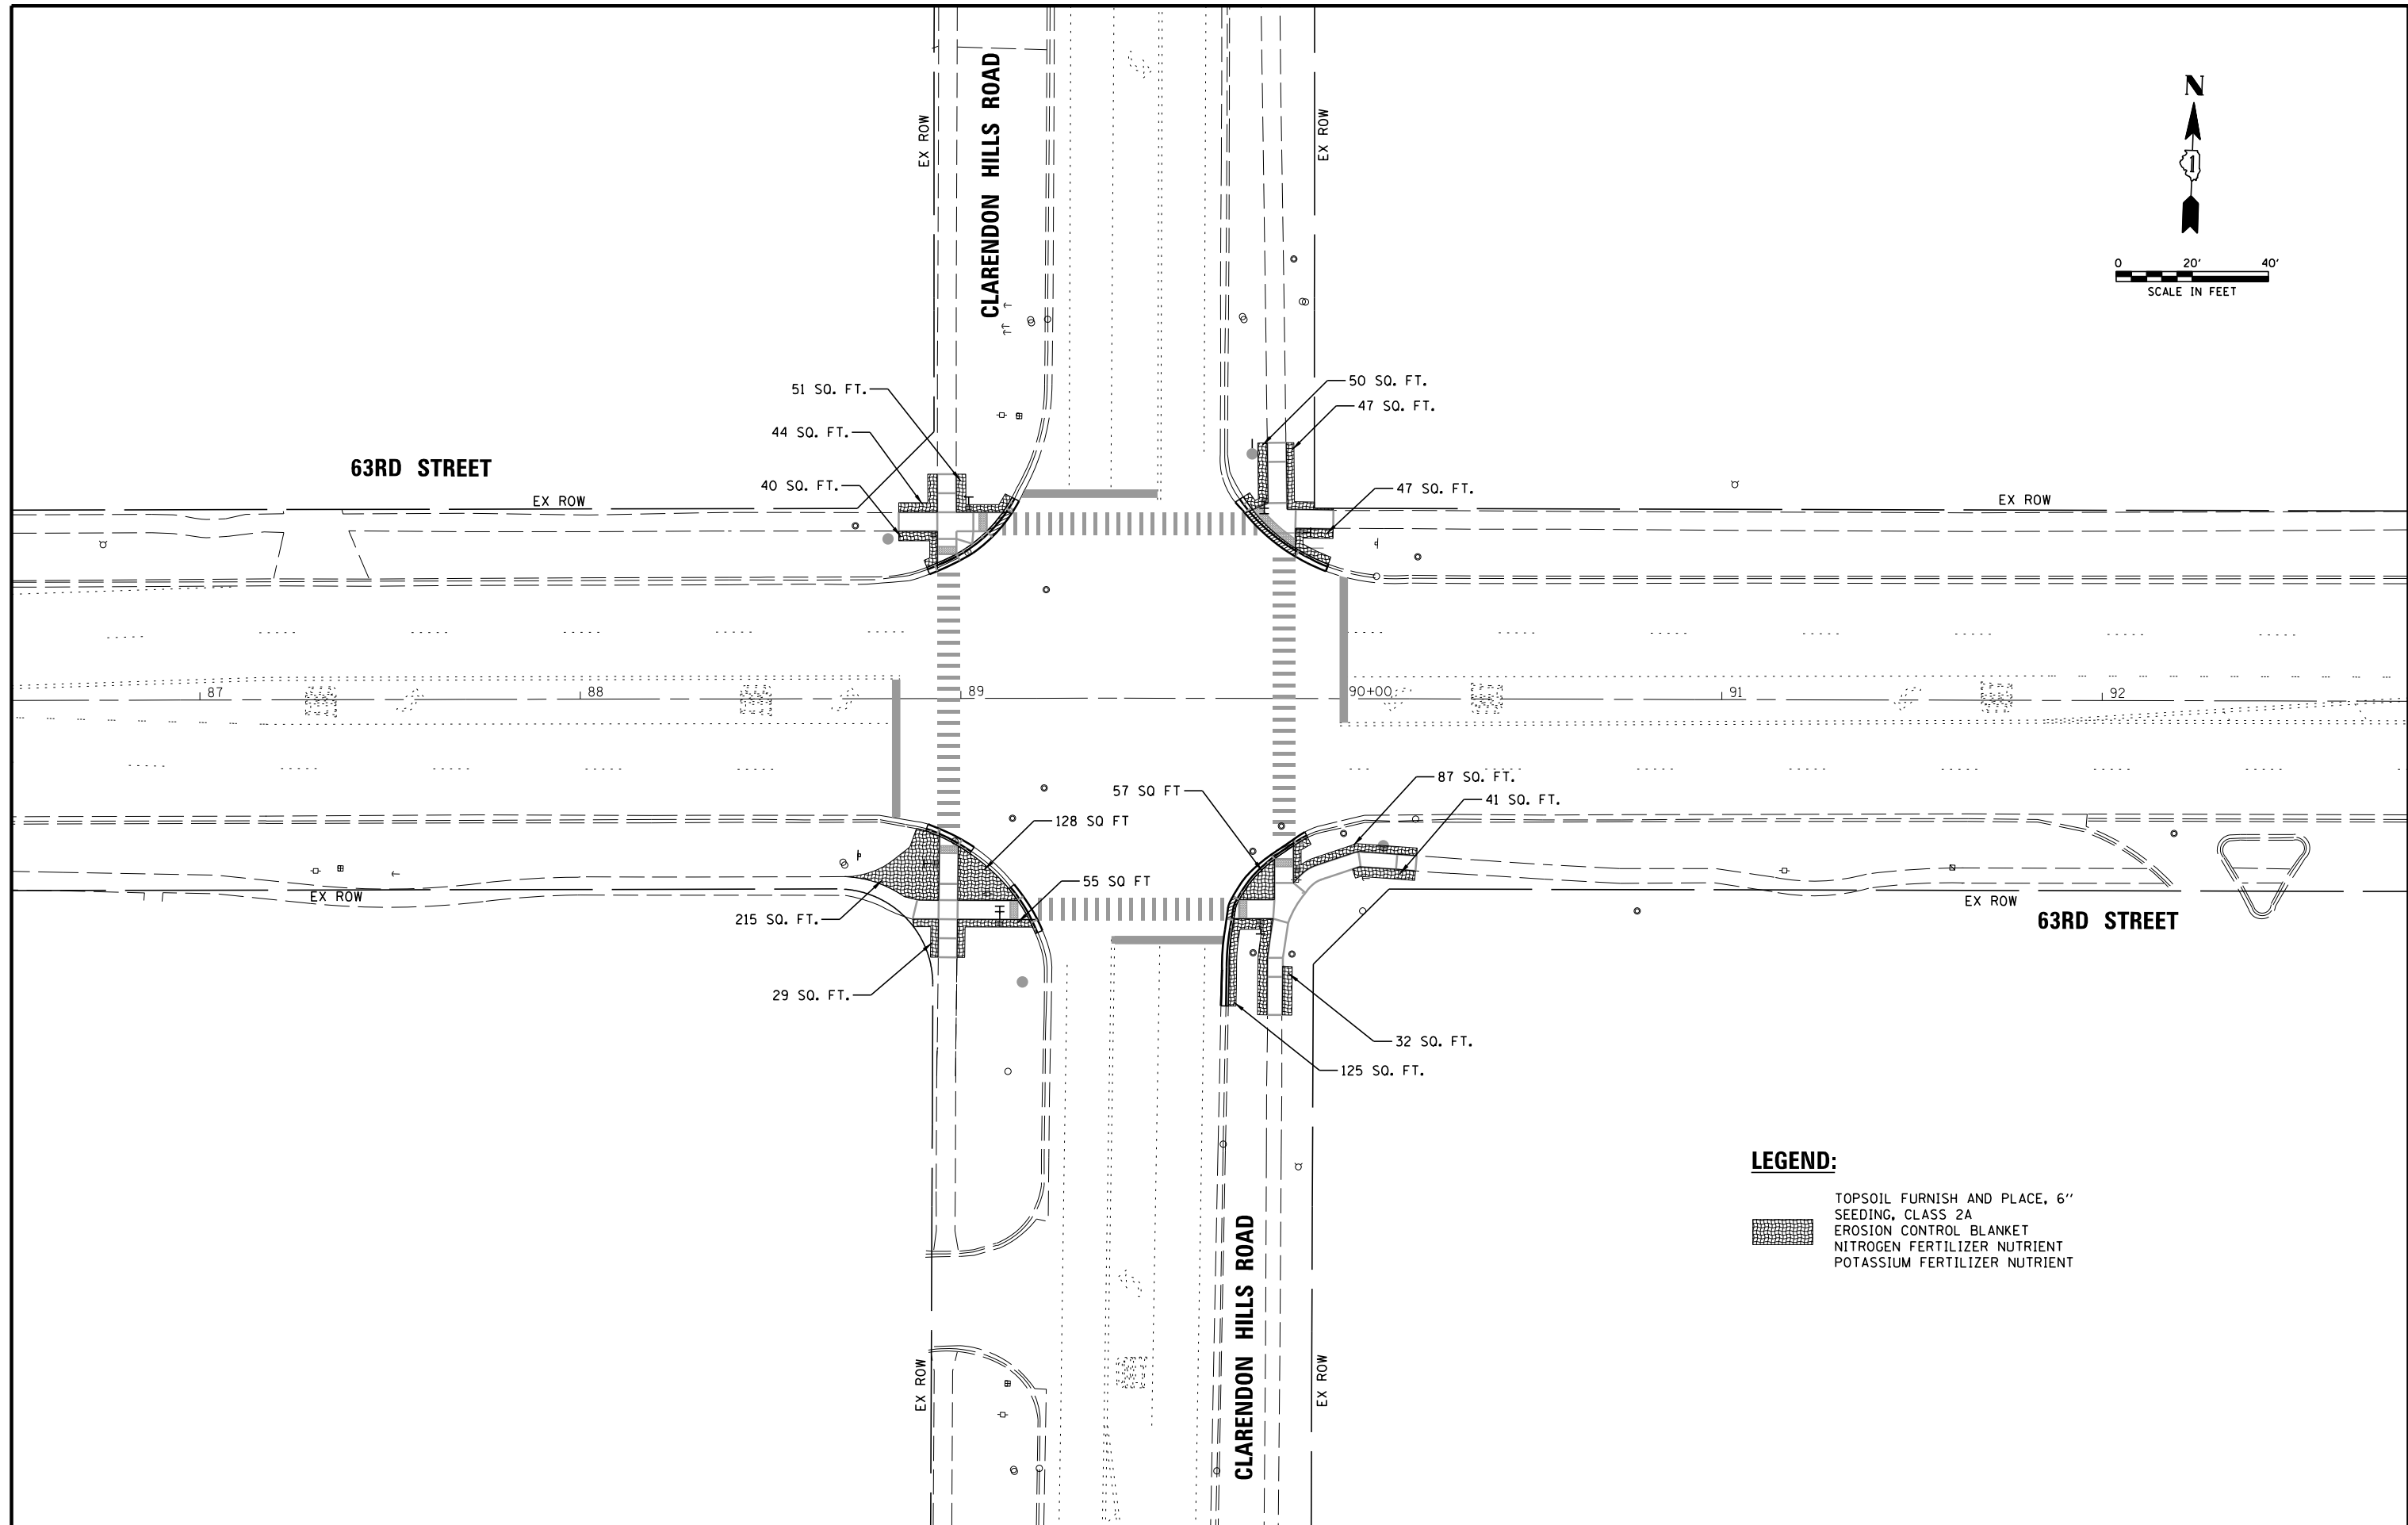 CLARENDON HILLS ROAD
EX ROW
EX ROW
N
1
0 20' 40'
SCALE IN FEET
51 SQ. FT.
50 SQ. FT.
47 SQ. FT.
44 SQ. FT.
63RD STREET
40 SQ. FT.
47 SQ. FT.
EX ROW
EX ROW
87
88
89
90+00
91
92
57 SQ FT
87 SQ. FT.
41 SQ. FT.
128 SQ FT
55 SQ FT
EX ROW
EX ROW
215 SQ. FT.
63RD STREET
29 SQ. FT.
32 SQ. FT.
125 SQ. FT.
LEGEND:
TOPSOIL FURNISH AND PLACE, 6''
SEEDING, CLASS 2A
EROSION CONTROL BLANKET
NITROGEN FERTILIZER NUTRIENT
POTASSIUM FERTILIZER NUTRIENT
CLARENDON HILLS ROAD
EX ROW
EX ROW